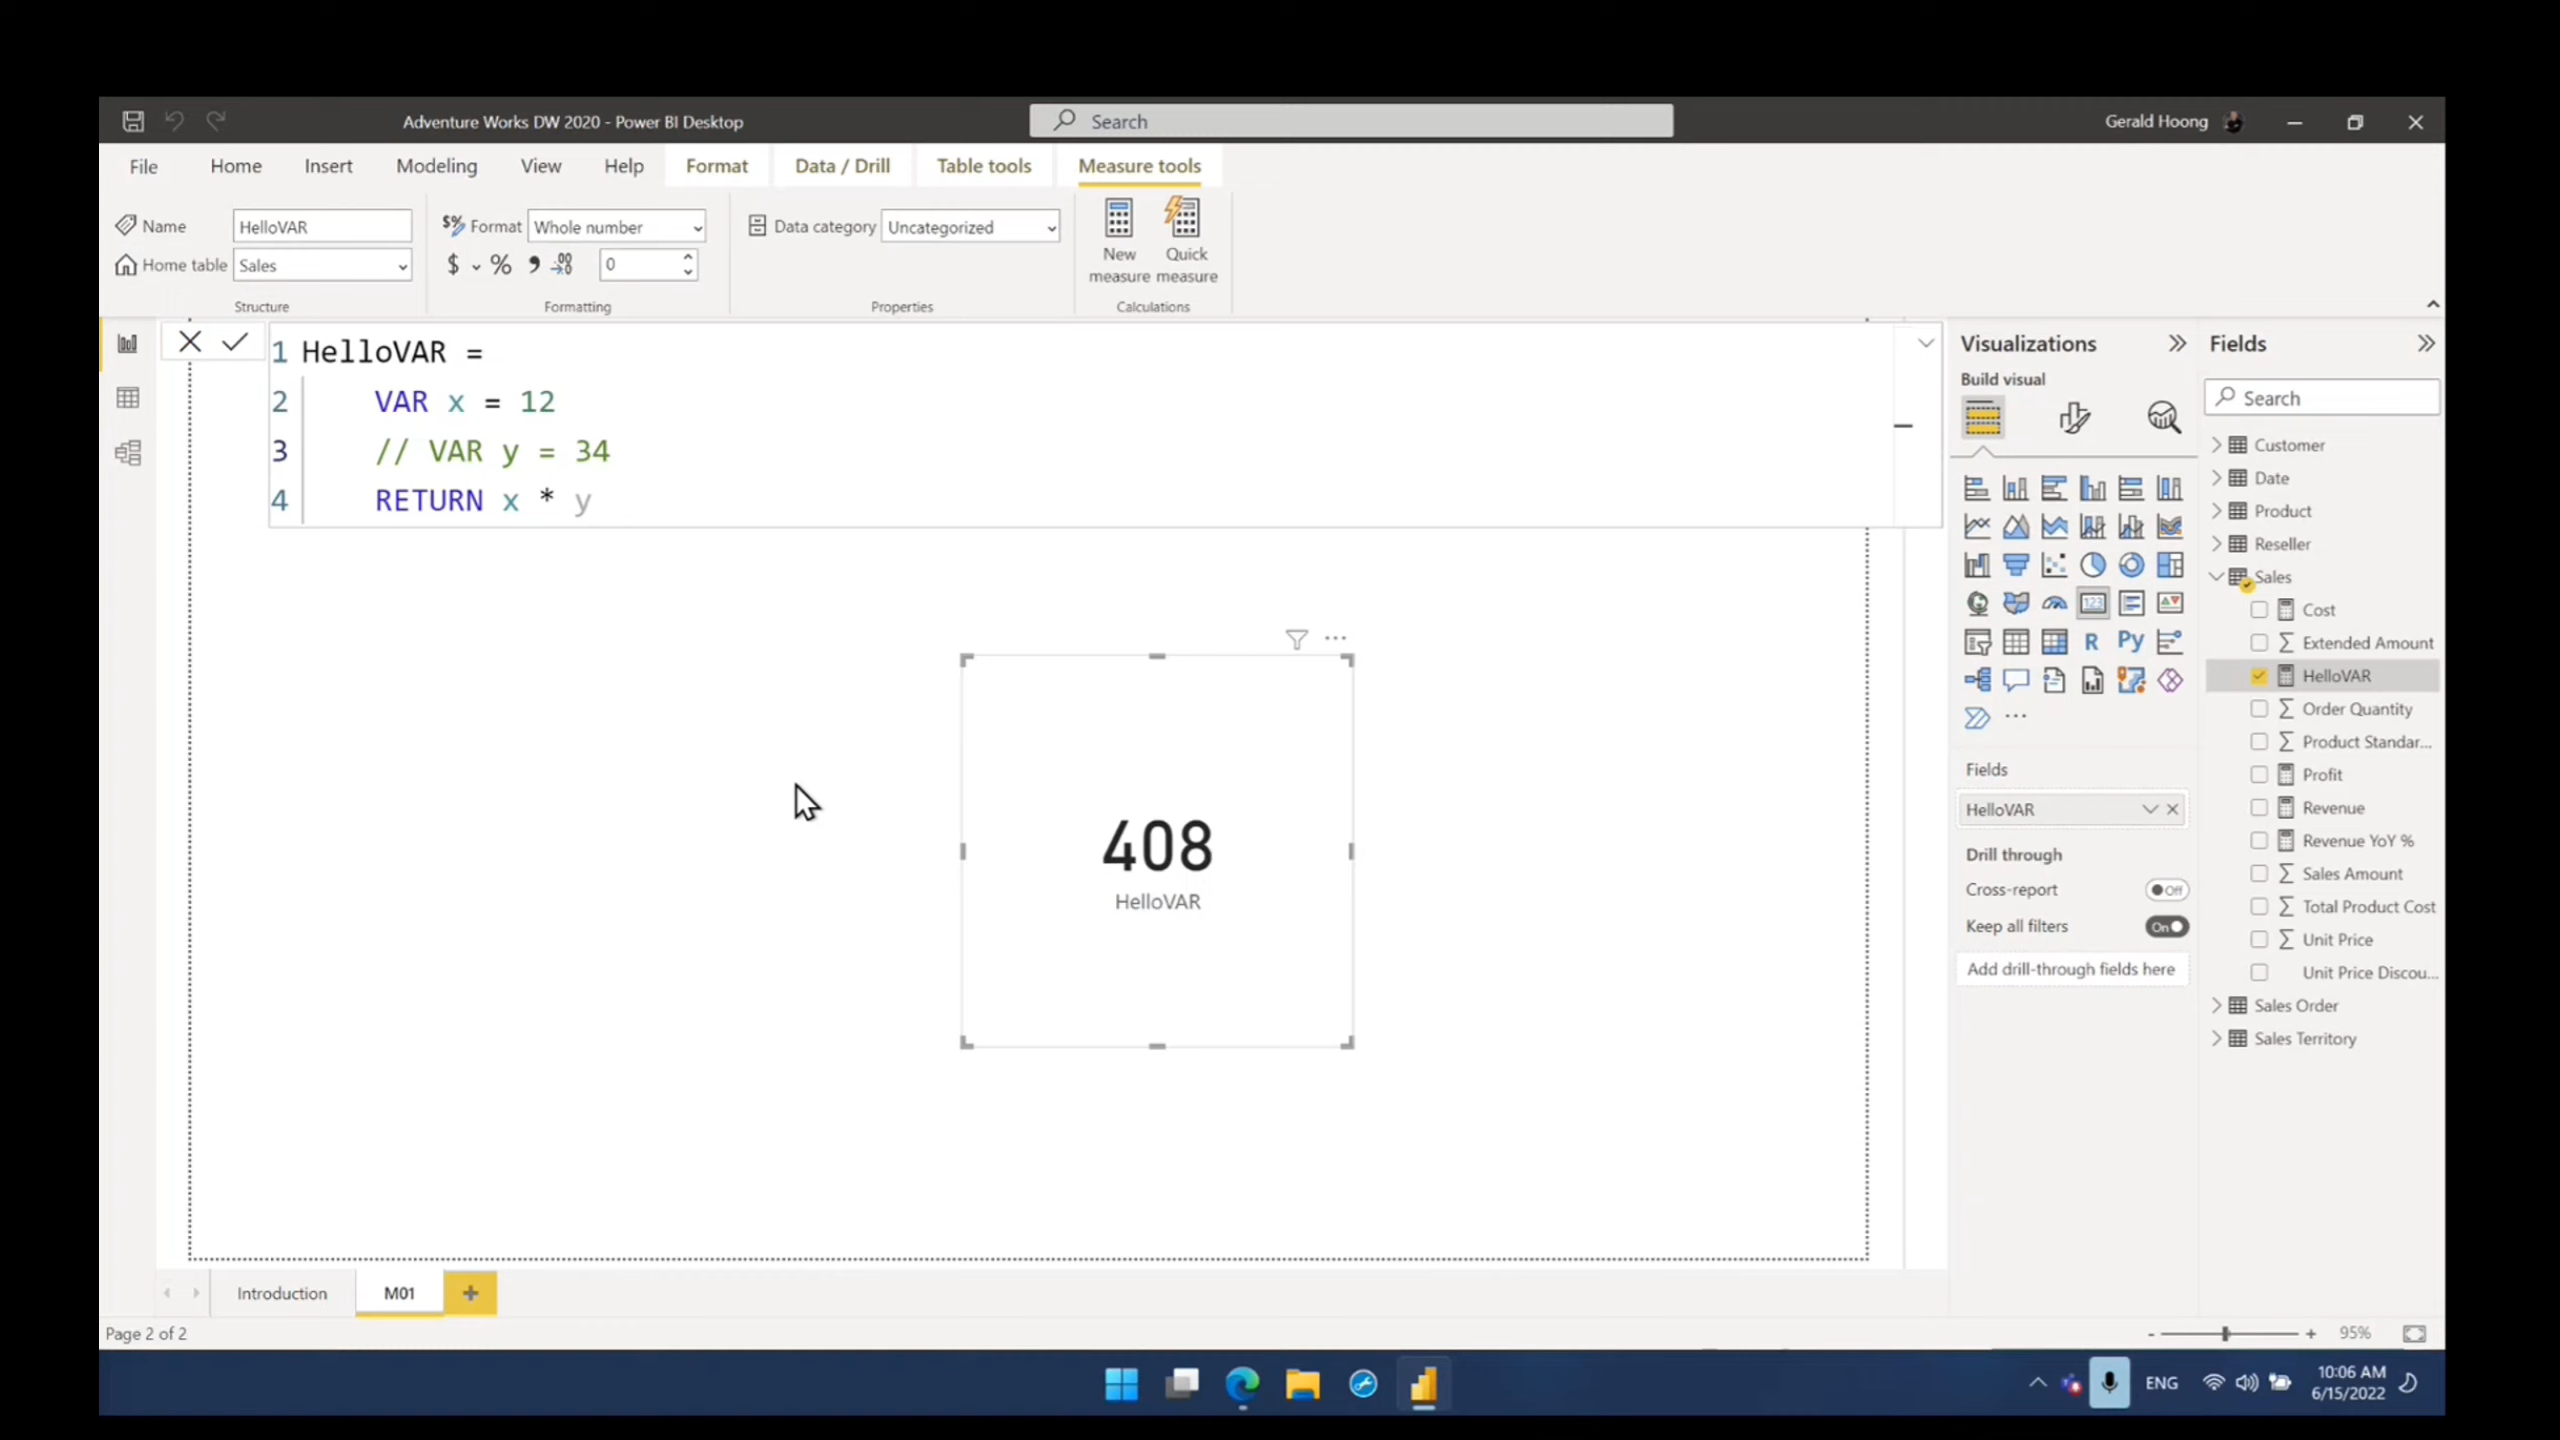 Adventure Works DW 2020 - Power BI Desktop
Search
Gerald Hoong
File
Home
Insert
Modeling
View
Help
Format
Data / Drill
Table tools
Measure tools
Name
HelloVAR
Home table
Sales
Structure
Format
Whole number
$ % 9 .00 →.0
0
Formatting
Data category
Uncategorized
Properties
New measure
Quick measure
Calculations
1 HelloVAR =
2 VAR x = 12
3 // VAR y = 34
4 RETURN x * y
408
HelloVAR
Visualizations
Build visual
123
R
Py
Fields
HelloVAR
Drill through
Cross-report
Off
Keep all filters
On
Add drill-through fields here
Fields
Search
Customer
Date
Product
Reseller
Sales
Cost
Extended Amount
HelloVAR
Order Quantity
Product Standar...
Profit
Revenue
Revenue YoY %
Sales Amount
Total Product Cost
Unit Price
Unit Price Discou...
Sales Order
Sales Territory
Introduction
M01
+
Page 2 of 2
- + 95%
ENG
10:06 AM
6/15/2022